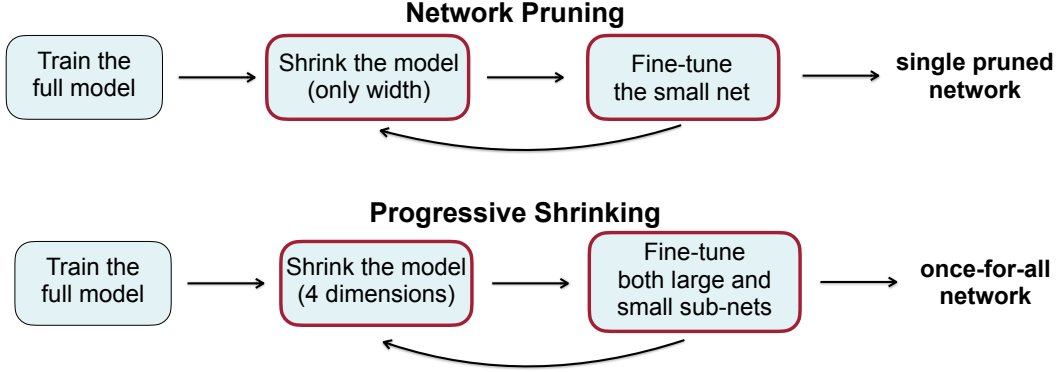 Network Pruning
Train the
full model
Shrink the model
(only width)
Fine-tune
the small net
single pruned
network
Progressive Shrinking
Train the
full model
Shrink the model
(4 dimensions)
Fine-tune
both large and
small sub-nets
once-for-all
network